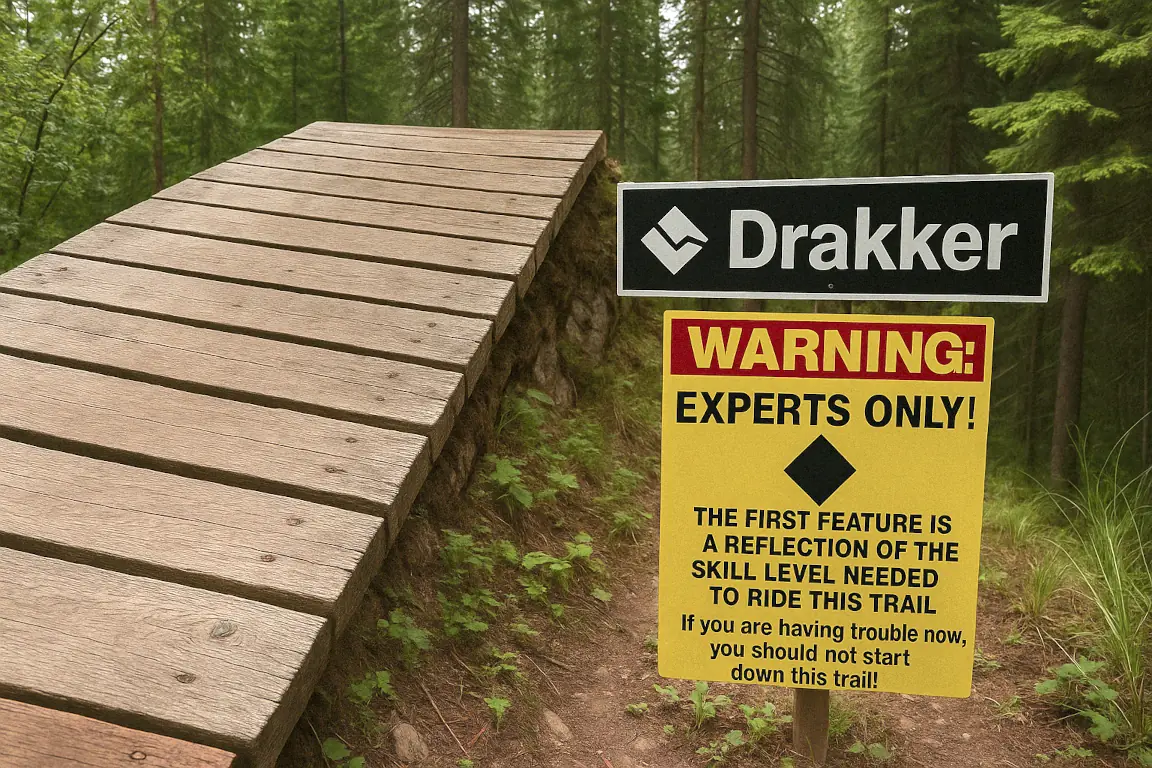 Drakker
WARNING:
EXPERTS ONLY!
THE FIRST FEATURE IS
A REFLECTION OF THE
SKILL LEVEL NEEDED
TO RIDE THIS TRAIL
If you are having trouble now,
you should not start
down this trail!